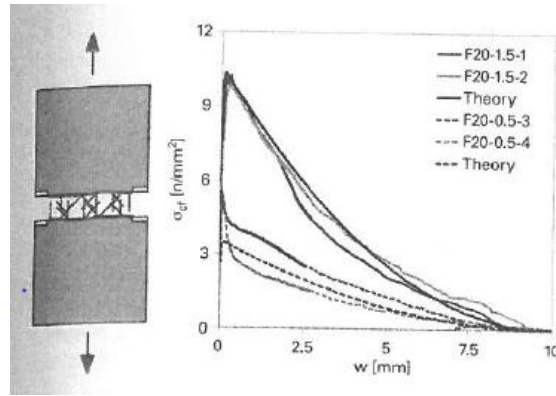 12
9
6
3
0
σcf [n/mm²]
F20-1.5-1
F20-1.5-2
Theory
F20-0.5-3
F20-0.5-4
Theory
0
2.5
5
7.5
10
w [mm]